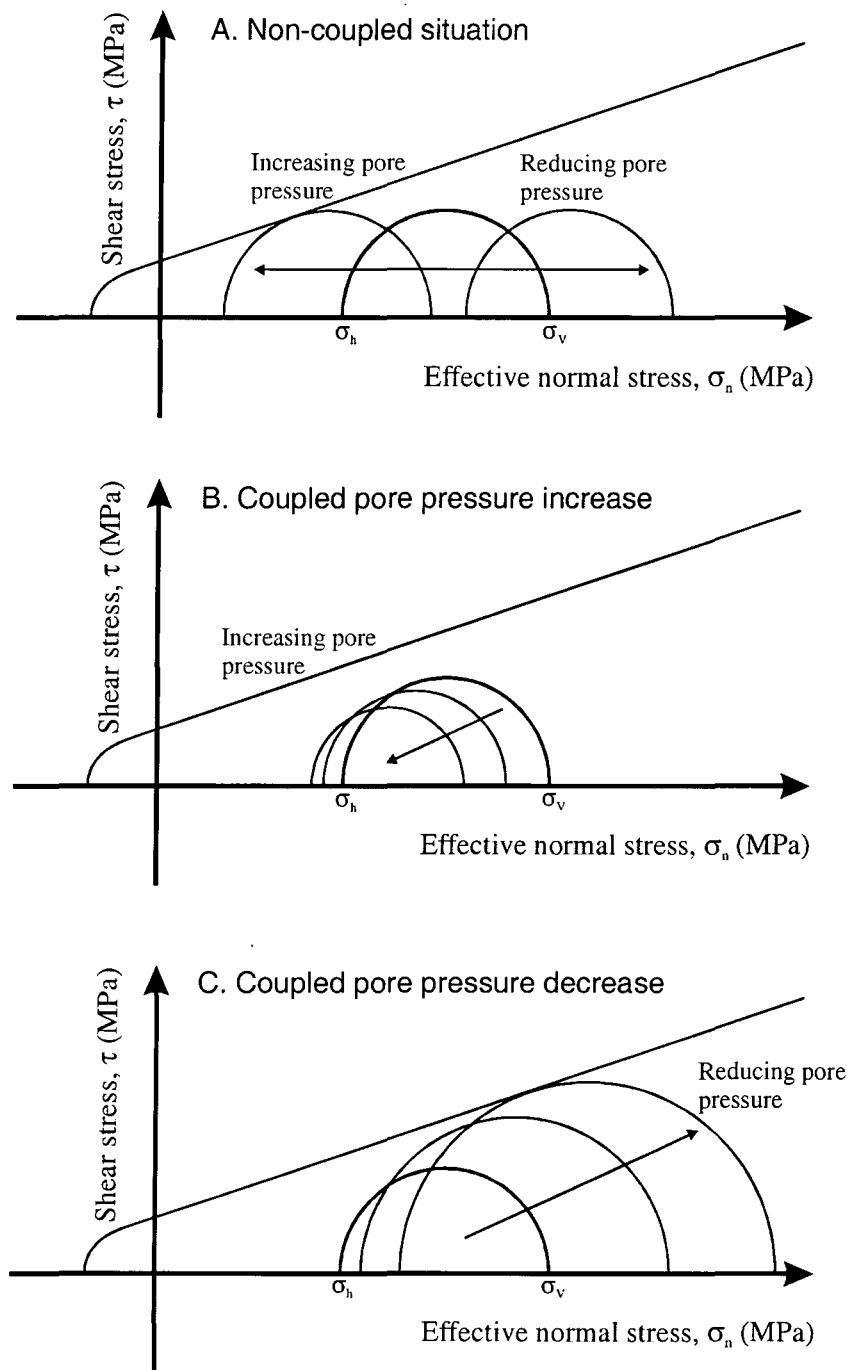 A. Non-coupled situation
Shear stress, τ (MPa)
Increasing pore
pressure
Reducing pore
pressure
σh
σv
Effective normal stress, σn (MPa)
B. Coupled pore pressure increase
Shear stress, τ (MPa)
Increasing pore
pressure
σh
σv
Effective normal stress, σn (MPa)
C. Coupled pore pressure decrease
Shear stress, τ (MPa)
Reducing pore
pressure
σh
σv
Effective normal stress, σn (MPa)